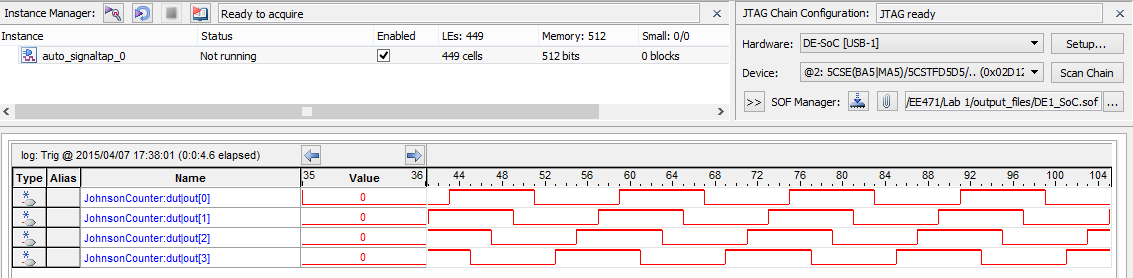 Instance Manager: Ready to acquire
Instance Status Enabled LEs: 449 Memory: 512 Small: 0/0
auto_signaltap_0 Not running 449 cells 512 bits 0 blocks
JTAG Chain Configuration: JTAG ready
Hardware: DE-SoC [USB-1] Setup...
Device: @2: 5CSE(BA5|MA5)/5CSTFD5D5/.. (0x02D12 Scan Chain
>> SOF Manager: /EE471/Lab 1/output_files/DE1_SoC.sof ...
log: Trig @ 2015/04/07 17:38:01 (0:0:4.6 elapsed)
Type Alias Name 35 Value 36 44 48 52 56 60 64 68 72 76 80 84 88 92 96 100 104
JohnsonCounter:dut|out[0] 0
JohnsonCounter:dut|out[1] 0
JohnsonCounter:dut|out[2] 0
JohnsonCounter:dut|out[3] 0